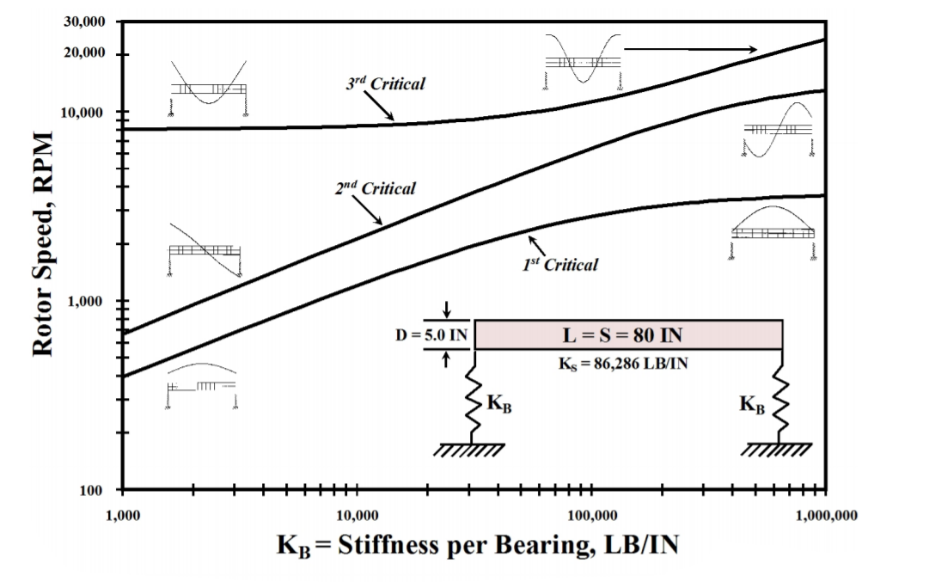 30,000
20,000
10,000
1,000
100
Rotor Speed, RPM
3rd Critical
2nd Critical
1st Critical
D = 5.0 IN
L = S = 80 IN
KS = 86,286 LB/IN
KB
KB
1,000
10,000
100,000
1,000,000
KB = Stiffness per Bearing, LB/IN